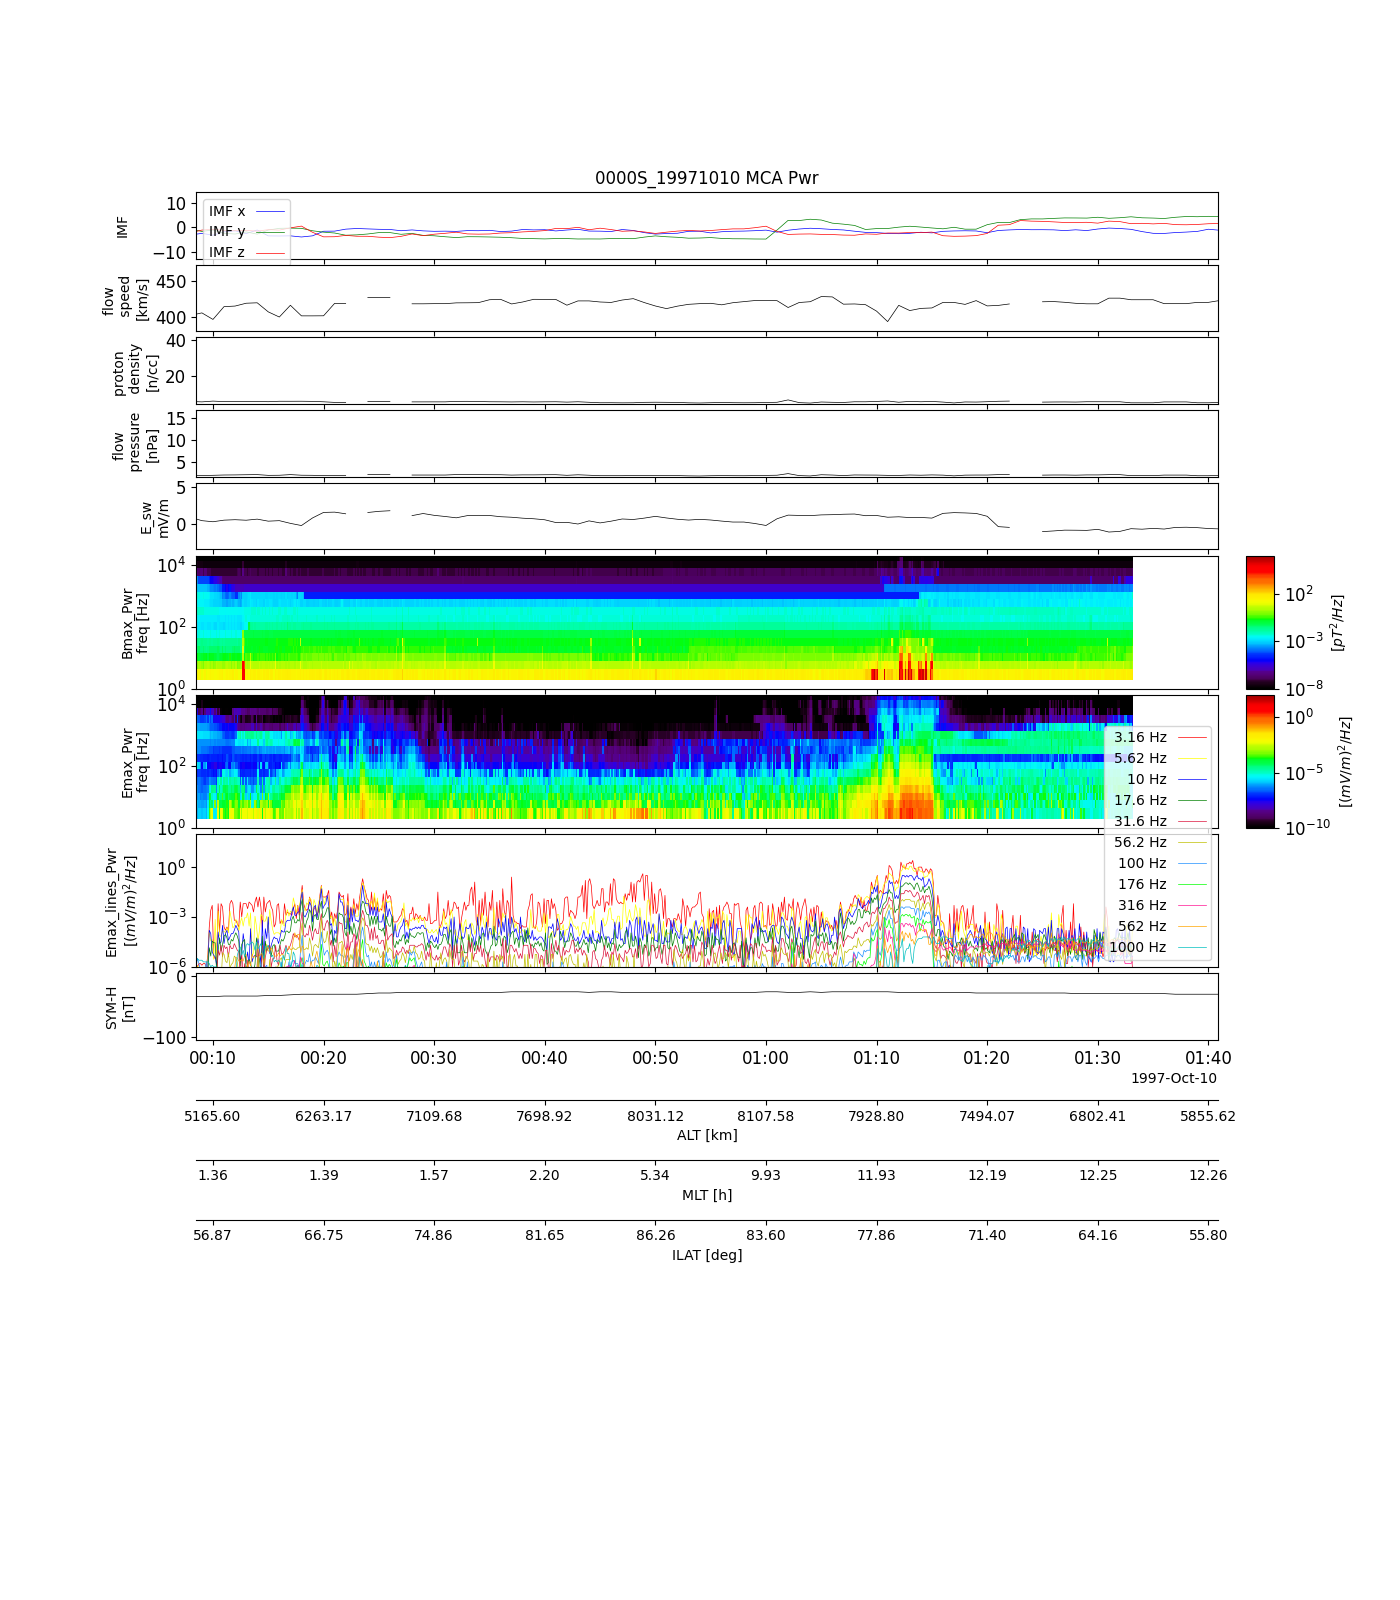 0000S_19971010 MCA Pwr
IMF
10
0
−10
IMF x
IMF y
IMF z
flow
speed
[km/s]
450
400
proton
density
[n/cc]
40
20
flow
pressure
[nPa]
15
10
5
E_sw
mV/m
5
0
Bmax_Pwr
freq [Hz]
10^4
10^2
10^0
10^2
10^−3
10^−8
[pT^2/Hz]
Emax_Pwr
freq [Hz]
10^4
10^2
10^0
10^0
10^−5
10^−10
[(mV/m)^2/Hz]
3.16 Hz
5.62 Hz
10 Hz
17.6 Hz
31.6 Hz
56.2 Hz
100 Hz
176 Hz
316 Hz
562 Hz
1000 Hz
Emax_lines_Pwr
[(mV/m)^2/Hz]
10^0
10^−3
10^−6
SYM-H
[nT]
0
−100
00:10 00:20 00:30 00:40 00:50 01:00 01:10 01:20 01:30 01:40
1997-Oct-10
5165.60 6263.17 7109.68 7698.92 8031.12 8107.58 7928.80 7494.07 6802.41 5855.62
ALT [km]
1.36 1.39 1.57 2.20 5.34 9.93 11.93 12.19 12.25 12.26
MLT [h]
56.87 66.75 74.86 81.65 86.26 83.60 77.86 71.40 64.16 55.80
ILAT [deg]